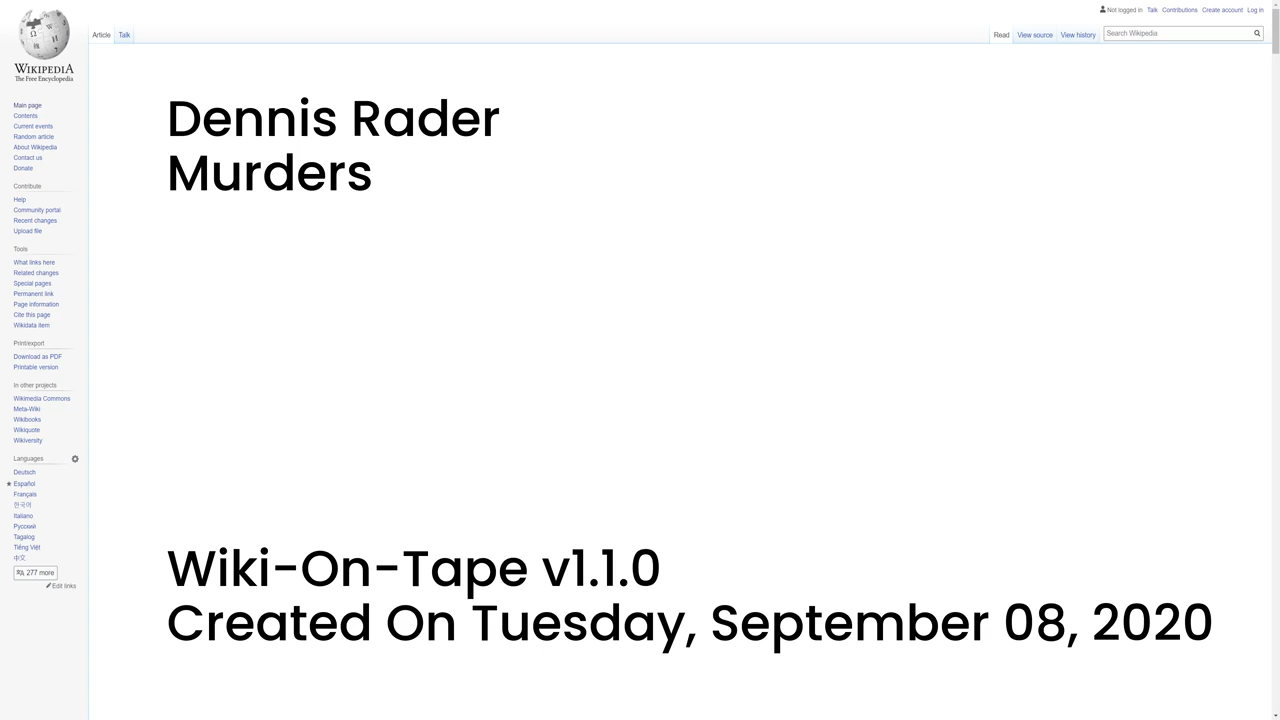 Not logged in Talk Contributions Create account Log in
Article Talk Read View source View history Search Wikipedia
WIKIPEDIA
The Free Encyclopedia
Main page
Contents
Current events
Random article
About Wikipedia
Contact us
Donate
Contribute
Help
Community portal
Recent changes
Upload file
Tools
What links here
Related changes
Special pages
Permanent link
Page information
Cite this page
Wikidata item
Print/export
Download as PDF
Printable version
In other projects
Wikimedia Commons
Meta-Wiki
Wikibooks
Wikiquote
Wikiversity
Languages
Deutsch
Español
Français
한국어
Italiano
Русский
Tagalog
Tiếng Việt
中文
277 more
Edit links
Dennis Rader
Murders
Wiki-On-Tape v1.1.0
Created On Tuesday, September 08, 2020